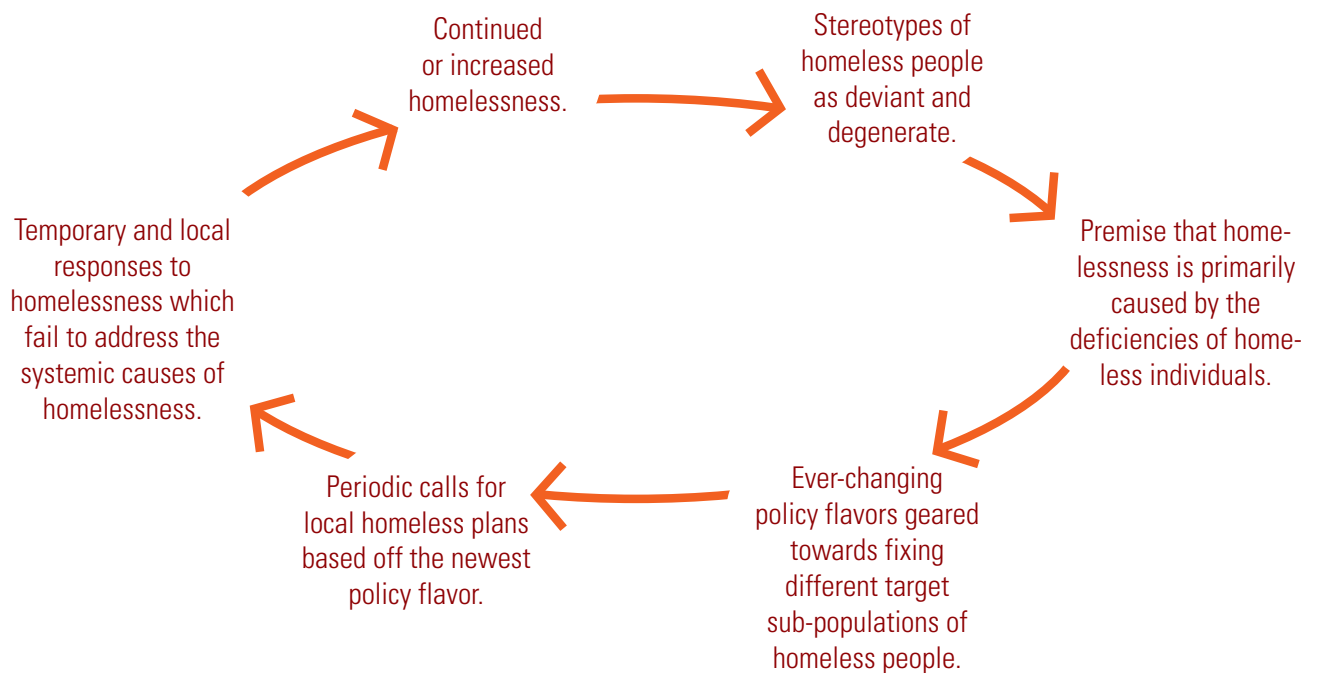 Continued
or increased
homelessness.
Stereotypes of
homeless people
as deviant and
degenerate.
Premise that home-
lessness is primarily
caused by the
deficiencies of home-
less individuals.
Ever-changing
policy flavors geared
towards fixing
different target
sub-populations of
homeless people.
Periodic calls for
local homeless plans
based off the newest
policy flavor.
Temporary and local
responses to
homelessness which
fail to address the
systemic causes of
homelessness.